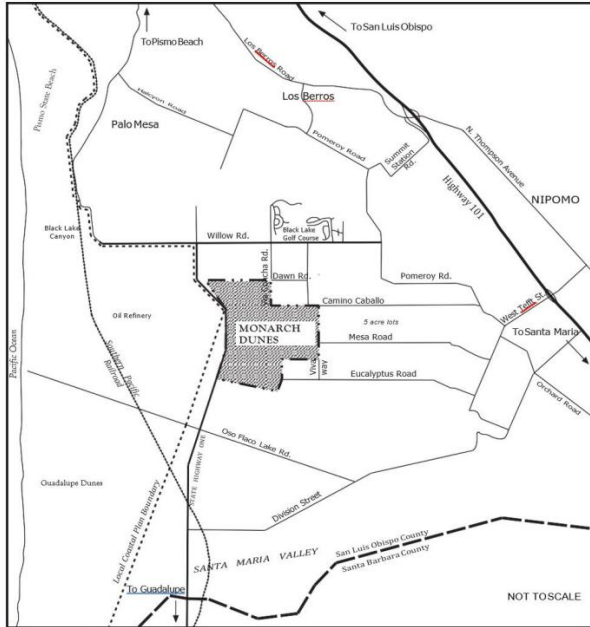 To San Luis Obispo
To Pismo Beach
Los Berros Road
Pismo State Beach
Los Berros
Halcyon Road
Palo Mesa
Pomeroy Road
Summit
Station
Rd.
N. Thompson Avenue
Highway 101
NIPOMO
Black Lake
Canyon
Willow Rd.
Black Lake
Golf Course
Dawn Rd.
Pomeroy Rd.
Camino Caballo
West Tefft St.
Oil Refinery
MONARCH
DUNES
5 acre lots
To Santa Maria
Mesa Road
Viva
way
Southern Pacific
Railroad
Pacific Ocean
Eucalyptus Road
Orchard Road
Oso Flaco Lake Rd.
STATE HIGHWAY ONE
Guadalupe Dunes
Local Coastal Plan Boundary
Division Street
SANTA MARIA VALLEY
San Luis Obispo County
Santa Barbara County
To Guadalupe
NOT TO SCALE